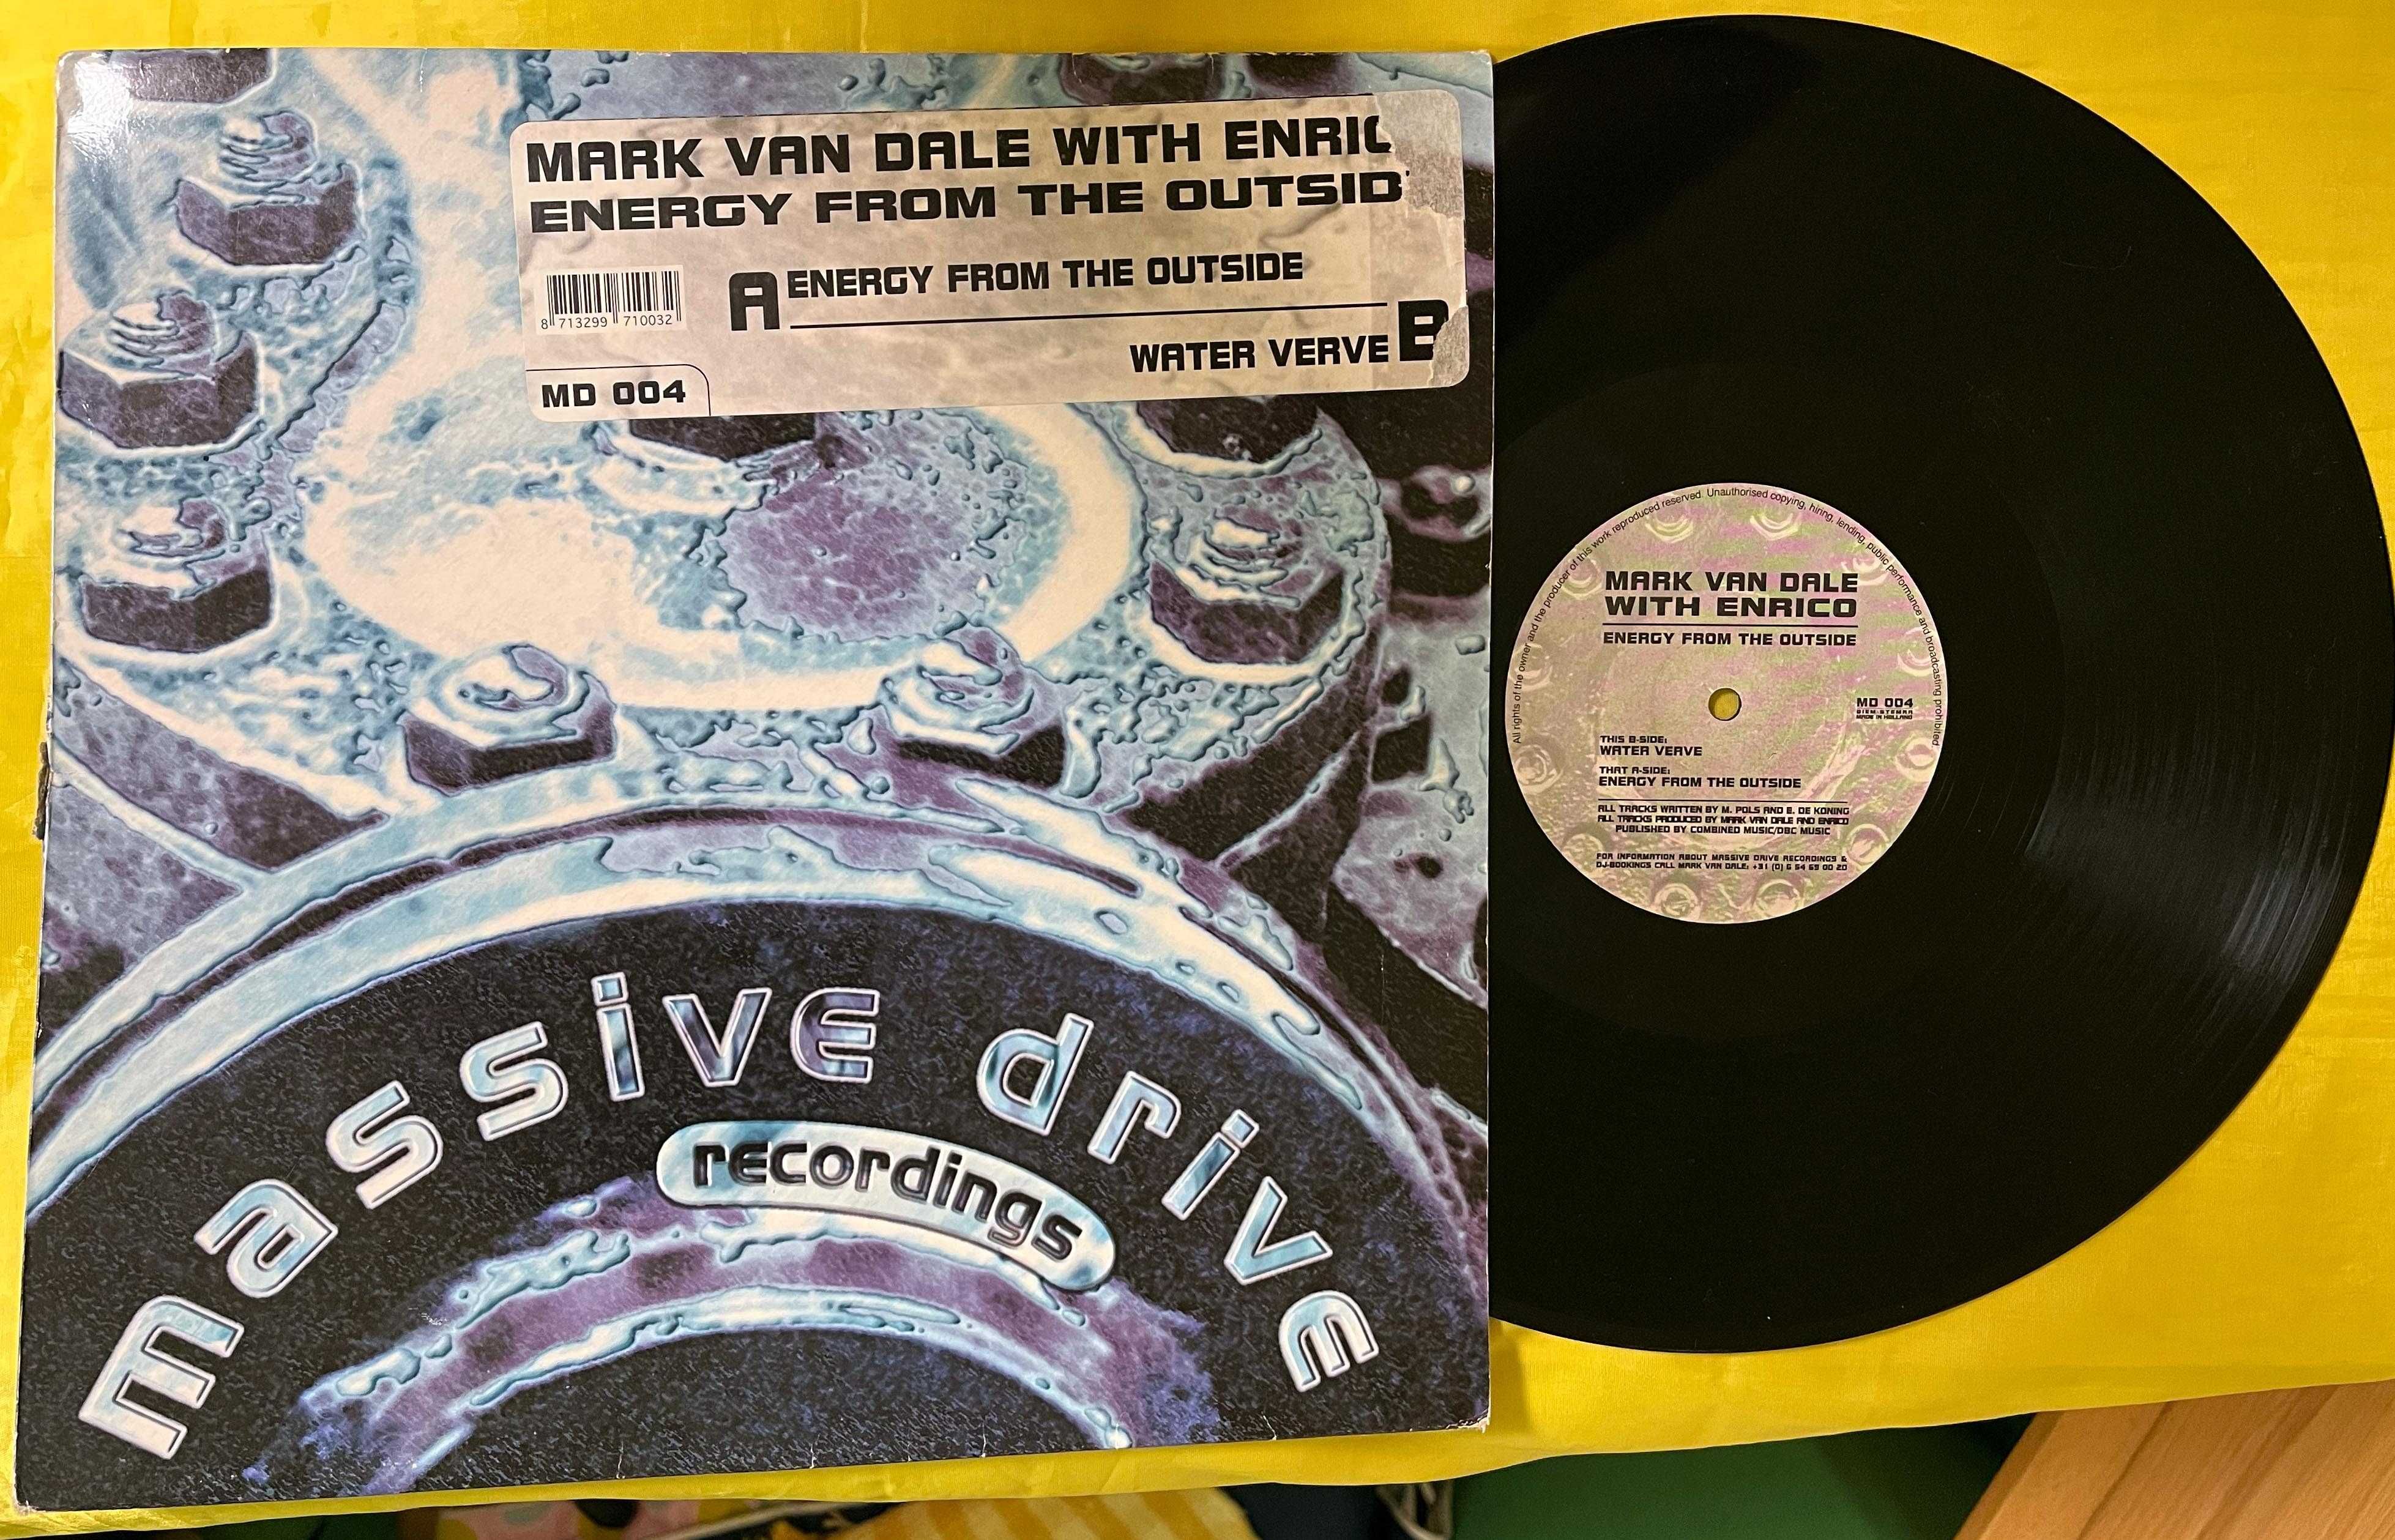 MARK VAN DALE WITH ENRIC
ENERGY FROM THE OUTSID
A ENERGY FROM THE OUTSIDE
WATER VERVE B
8 713299 710032
MD 004
massive drive
recordings
All rights of the owner and the producer of this work reproduced reserved. Unauthorised copying, hiring, lending, public performance and broadcasting prohibited
MARK VAN DALE
WITH ENRICO
ENERGY FROM THE OUTSIDE
MD 004
BIEM STEMRA
MADE IN HOLLAND
THIS B-SIDE:
WATER VERVE
THAT A-SIDE:
ENERGY FROM THE OUTSIDE
ALL TRACKS WRITTEN BY M. POLS AND E. DE KONING
ALL TRACKS PRODUCED BY MARK VAN DALE AND ENRICO
PUBLISHED BY COMBINED MUSIC/DBC MUSIC
FOR INFORMATION ABOUT MASSIVE DRIVE RECORDINGS &
DJ-BOOKINGS CALL MARK VAN DALE: +31 (0) 6 54 69 00 20